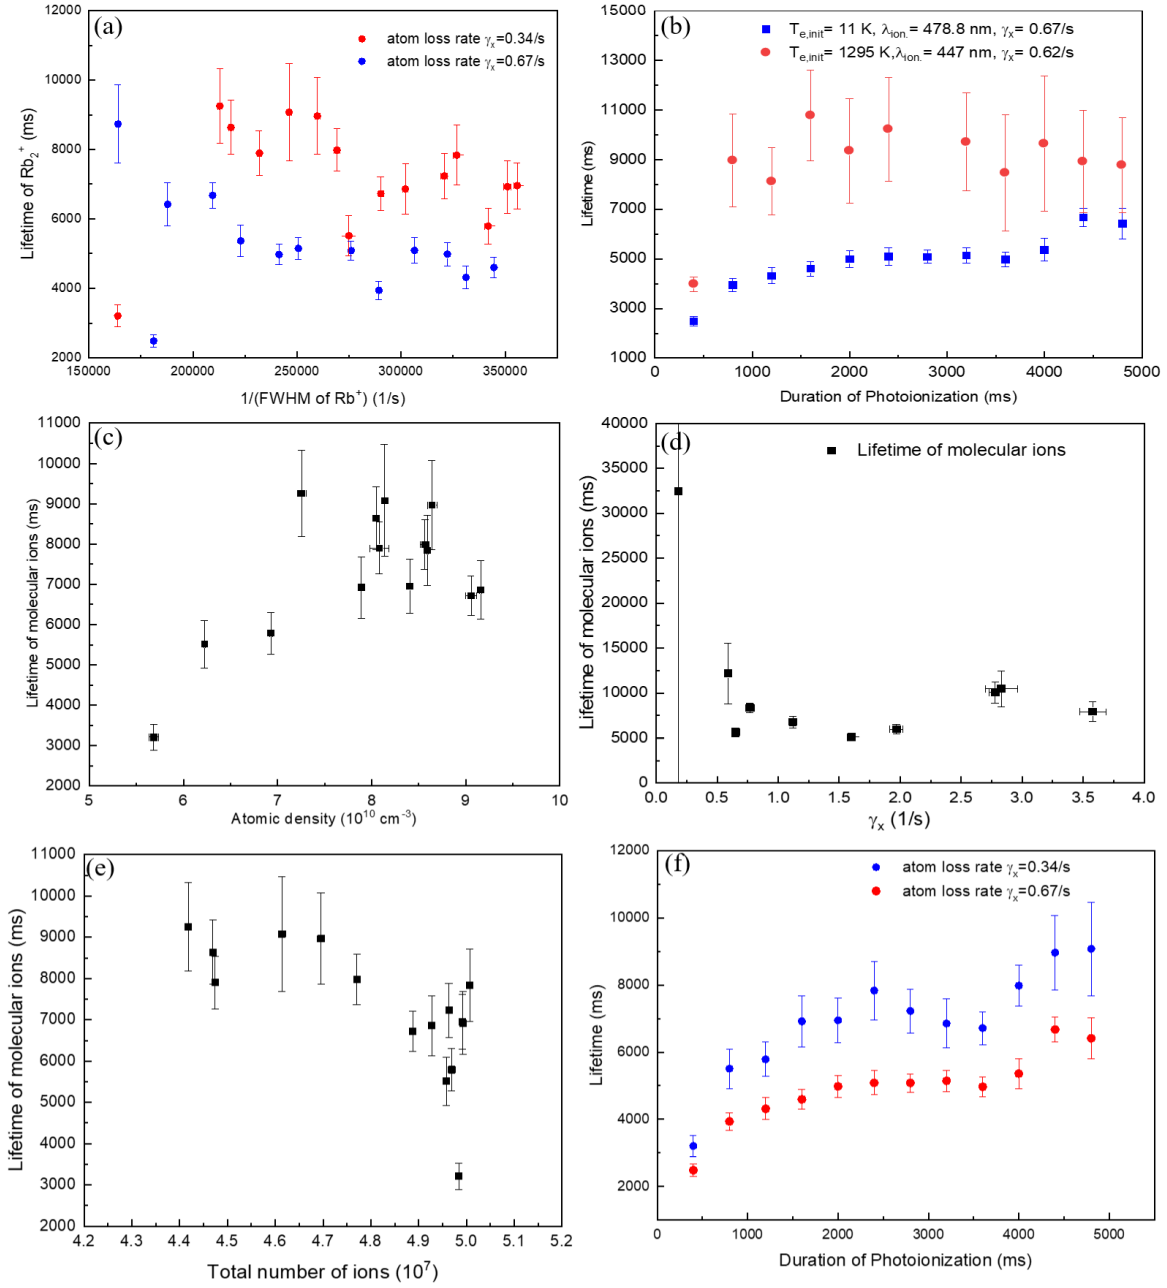 (a)
atom loss rate γx=0.34/s
atom loss rate γx=0.67/s
Lifetime of Rb2+ (ms)
12000
10000
8000
6000
4000
2000
150000 200000 250000 300000 350000
1/(FWHM of Rb+) (1/s)
(b)
Te,init= 11 K, λion.= 478.8 nm, γx= 0.67/s
Te,init= 1295 K,λion.= 447 nm, γx= 0.62/s
Lifetime (ms)
15000
13000
11000
9000
7000
5000
3000
1000
0 1000 2000 3000 4000 5000
Duration of Photoionization (ms)
(c)
Lifetime of molecular ions (ms)
11000
10000
9000
8000
7000
6000
5000
4000
3000
2000
5 6 7 8 9 10
Atomic density (10^10 cm^-3)
(d)
Lifetime of molecular ions
Lifetime of molecular ions (ms)
40000
35000
30000
25000
20000
15000
10000
5000
0
0.0 0.5 1.0 1.5 2.0 2.5 3.0 3.5 4.0
γx (1/s)
(e)
Lifetime of molecular ions (ms)
11000
10000
9000
8000
7000
6000
5000
4000
3000
2000
4.2 4.4 4.5 4.6 4.7 4.8 4.9 5.0 5.1 5.2
Total number of ions (10^7)
(f)
atom loss rate γx=0.34/s
atom loss rate γx=0.67/s
Lifetime (ms)
12000
10000
8000
6000
4000
2000
0 1000 2000 3000 4000 5000
Duration of Photoionization (ms)